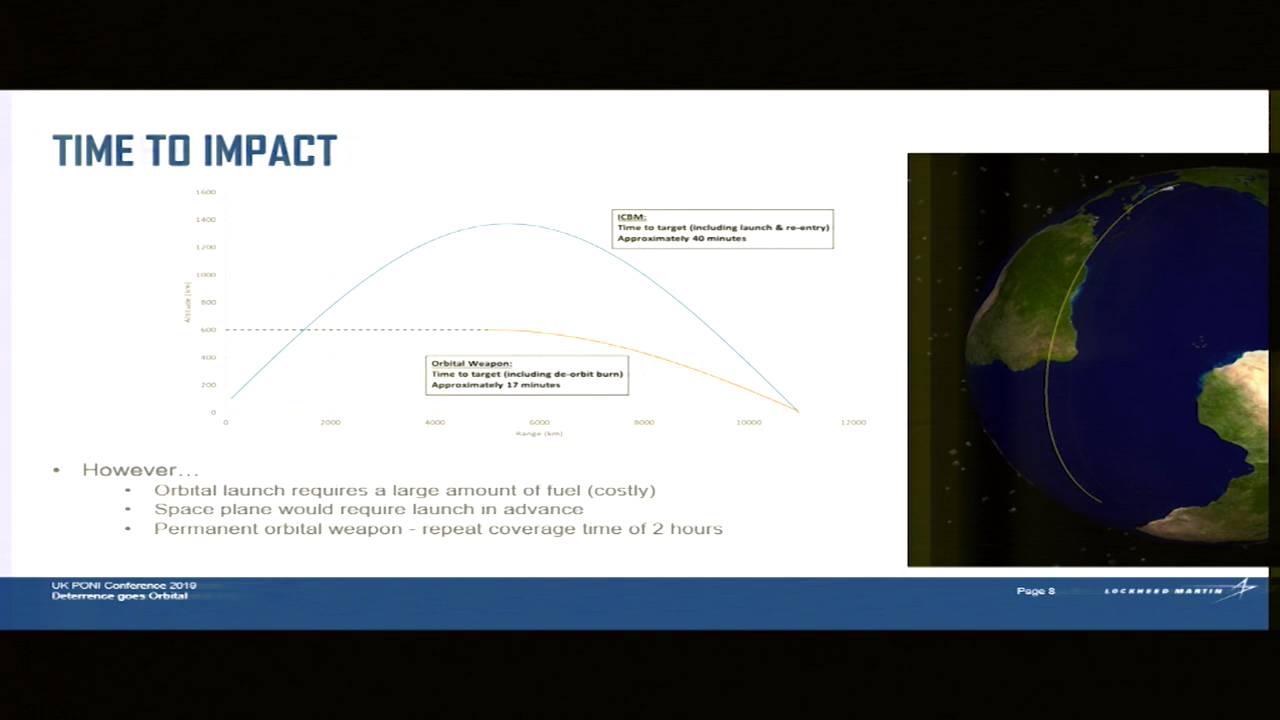 TIME TO IMPACT
1600
1400
1200
1000
800
600
400
200
0
Altitude (km)
0
2000
4000
6000
8000
10000
12000
Range (km)
ICBM:
Time to target (including launch & re-entry)
Approximately 40 minutes
Orbital Weapon:
Time to target (including de-orbit burn)
Approximately 17 minutes
• However…
• Orbital launch requires a large amount of fuel (costly)
• Space plane would require launch in advance
• Permanent orbital weapon - repeat coverage time of 2 hours
UK PONI Conference 2019
Deterrence goes Orbital
Page 8
LOCKHEED MARTIN